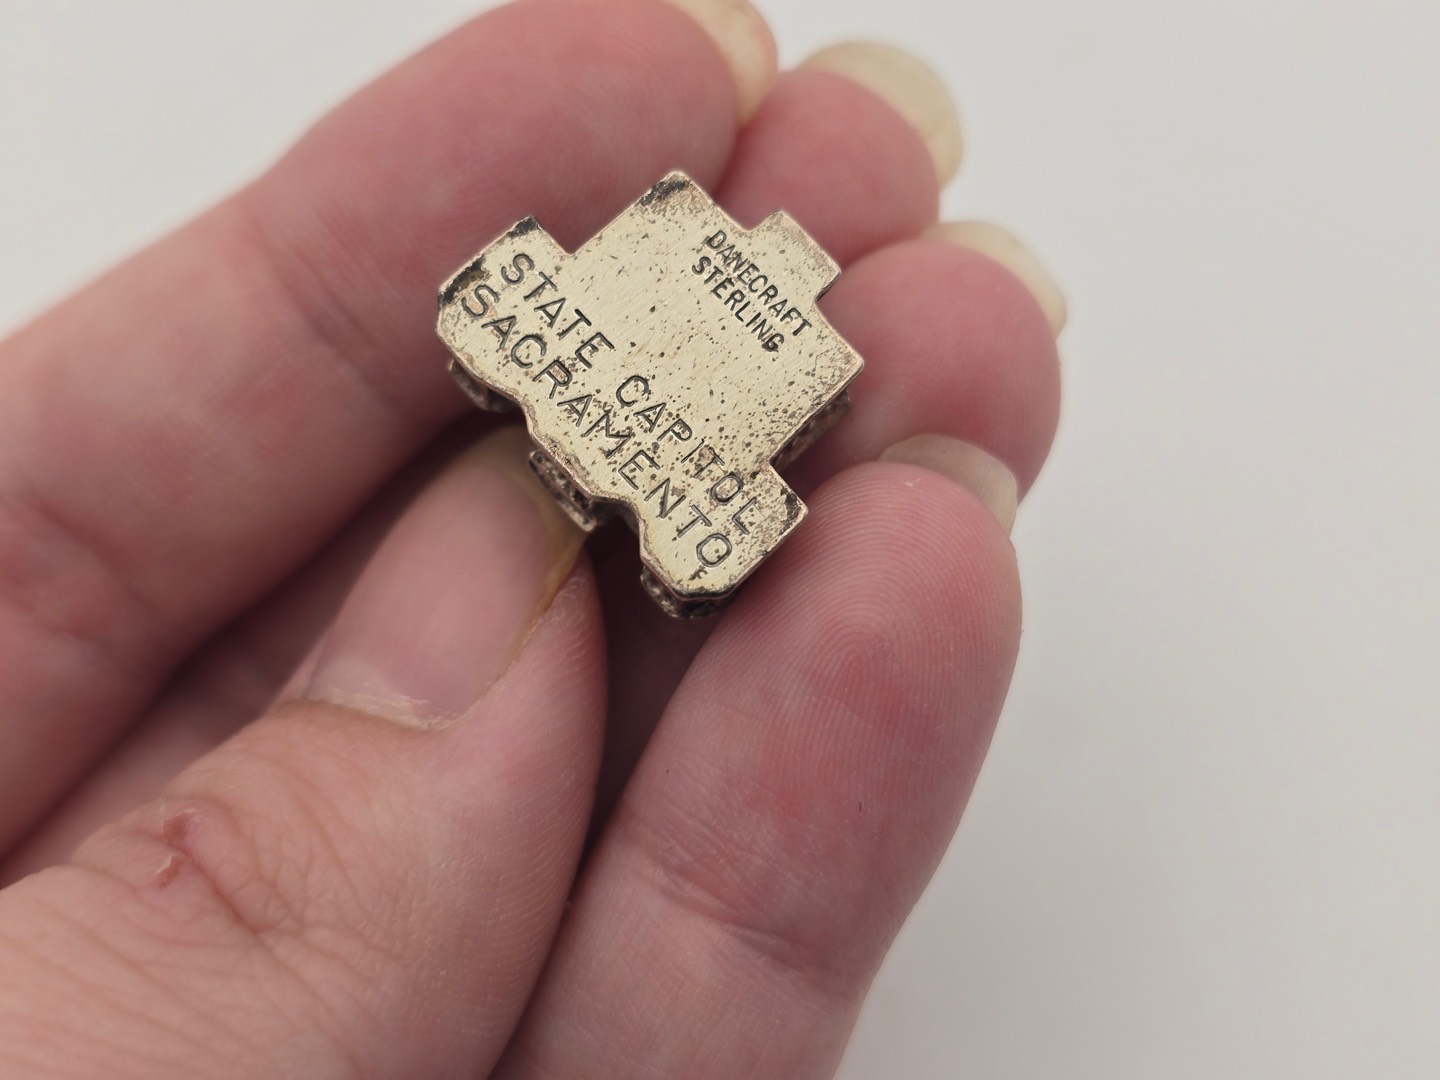 DANECRAFT
STERLING
STATE CAPITOL
SACRAMENTO
F